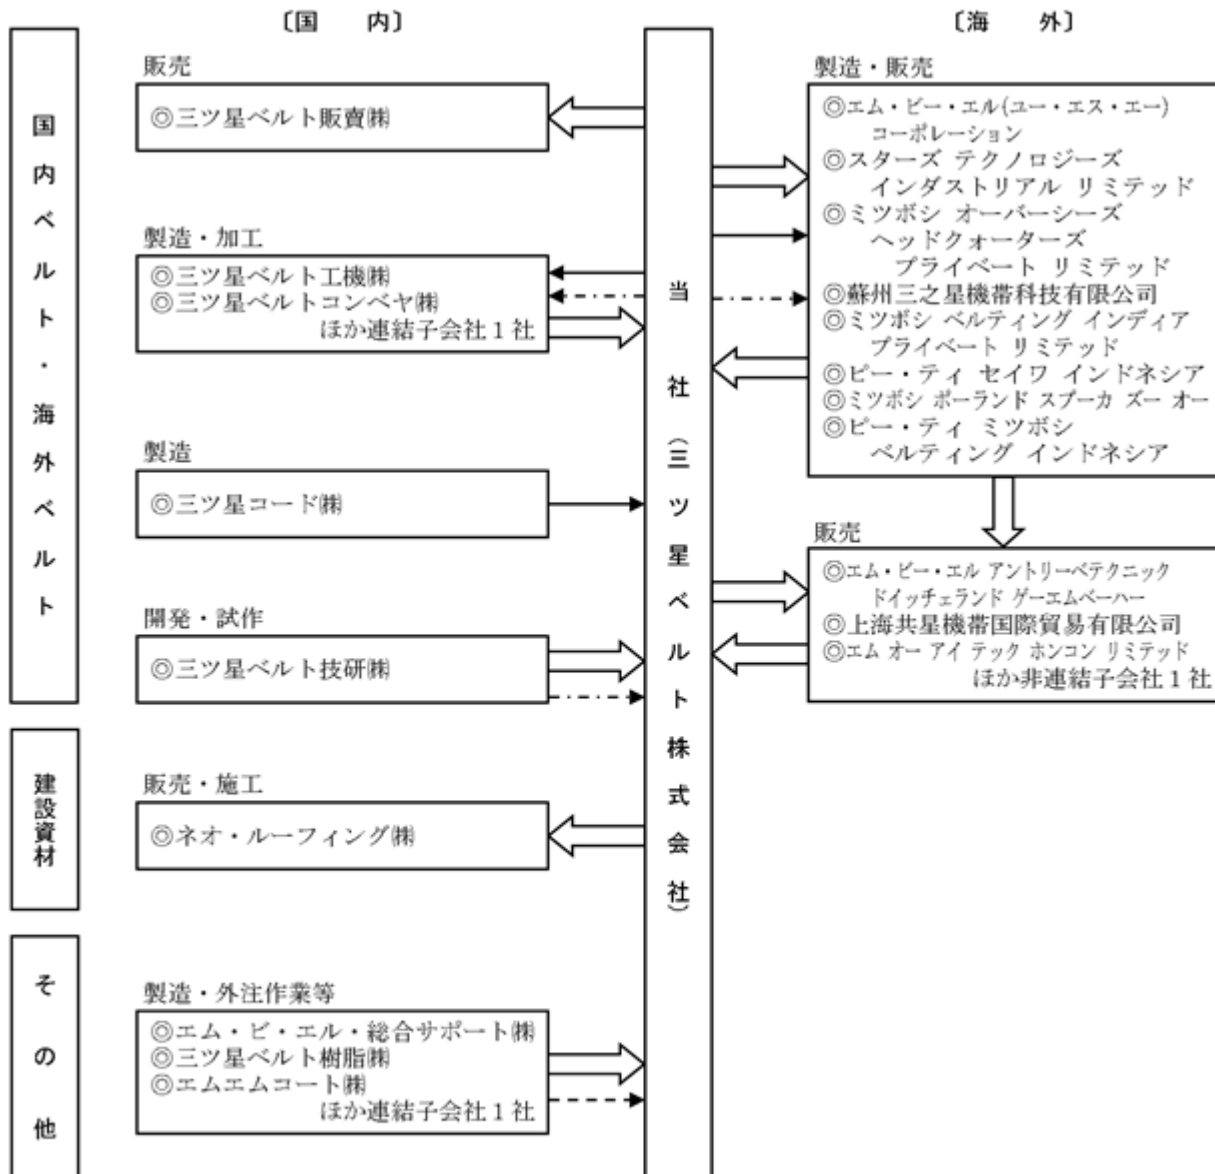 〔国　　内〕
〔海　　外〕
国内ベルト・海外ベルト
販売
◎三ツ星ベルト販賣㈱
製造・加工
◎三ツ星ベルト工機㈱
◎三ツ星ベルトコンベヤ㈱
ほか連結子会社１社
製造
◎三ツ星コード㈱
開発・試作
◎三ツ星ベルト技研㈱
建設資材
販売・施工
◎ネオ・ルーフィング㈱
その他
製造・外注作業等
◎エム・ビ・エル・総合サポート㈱
◎三ツ星ベルト樹脂㈱
◎エムエムコート㈱
ほか連結子会社１社
当社（三ツ星ベルト株式会社）
製造・販売
◎エム・ビー・エル(ユー・エス・エー)
コーポレーション
◎スターズ テクノロジーズ
インダストリアル リミテッド
◎ミツボシ オーバーシーズ
ヘッドクォーターズ
プライベート リミテッド
◎蘇州三之星機帯科技有限公司
◎ミツボシ ベルティング インディア
プライベート リミテッド
◎ピー・ティ セイワ インドネシア
◎ミツボシ ポーランド スプーカ ズー オー
◎ピー・ティ ミツボシ
ベルティング インドネシア
販売
◎エム・ビー・エル アントリーベテクニック
ドイッチェランド ゲーエムベーハー
◎上海共星機帯国際貿易有限公司
◎エム オー アイ テック ホンコン リミテッド
ほか非連結子会社１社